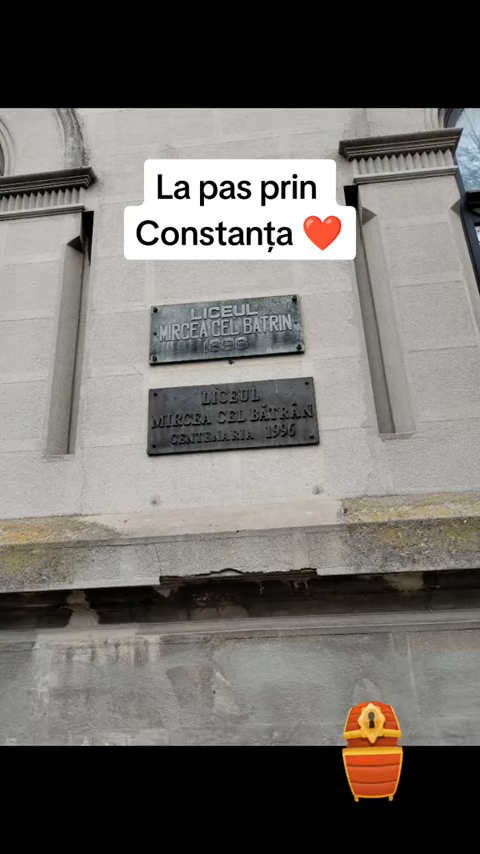 La pas prin
Constanța ❤️
LICEUL
MIRCEA CEL BATRIN
1896
LICEUL
MIRCEA CEL BĂTRÂN
CENTENARIA 1996